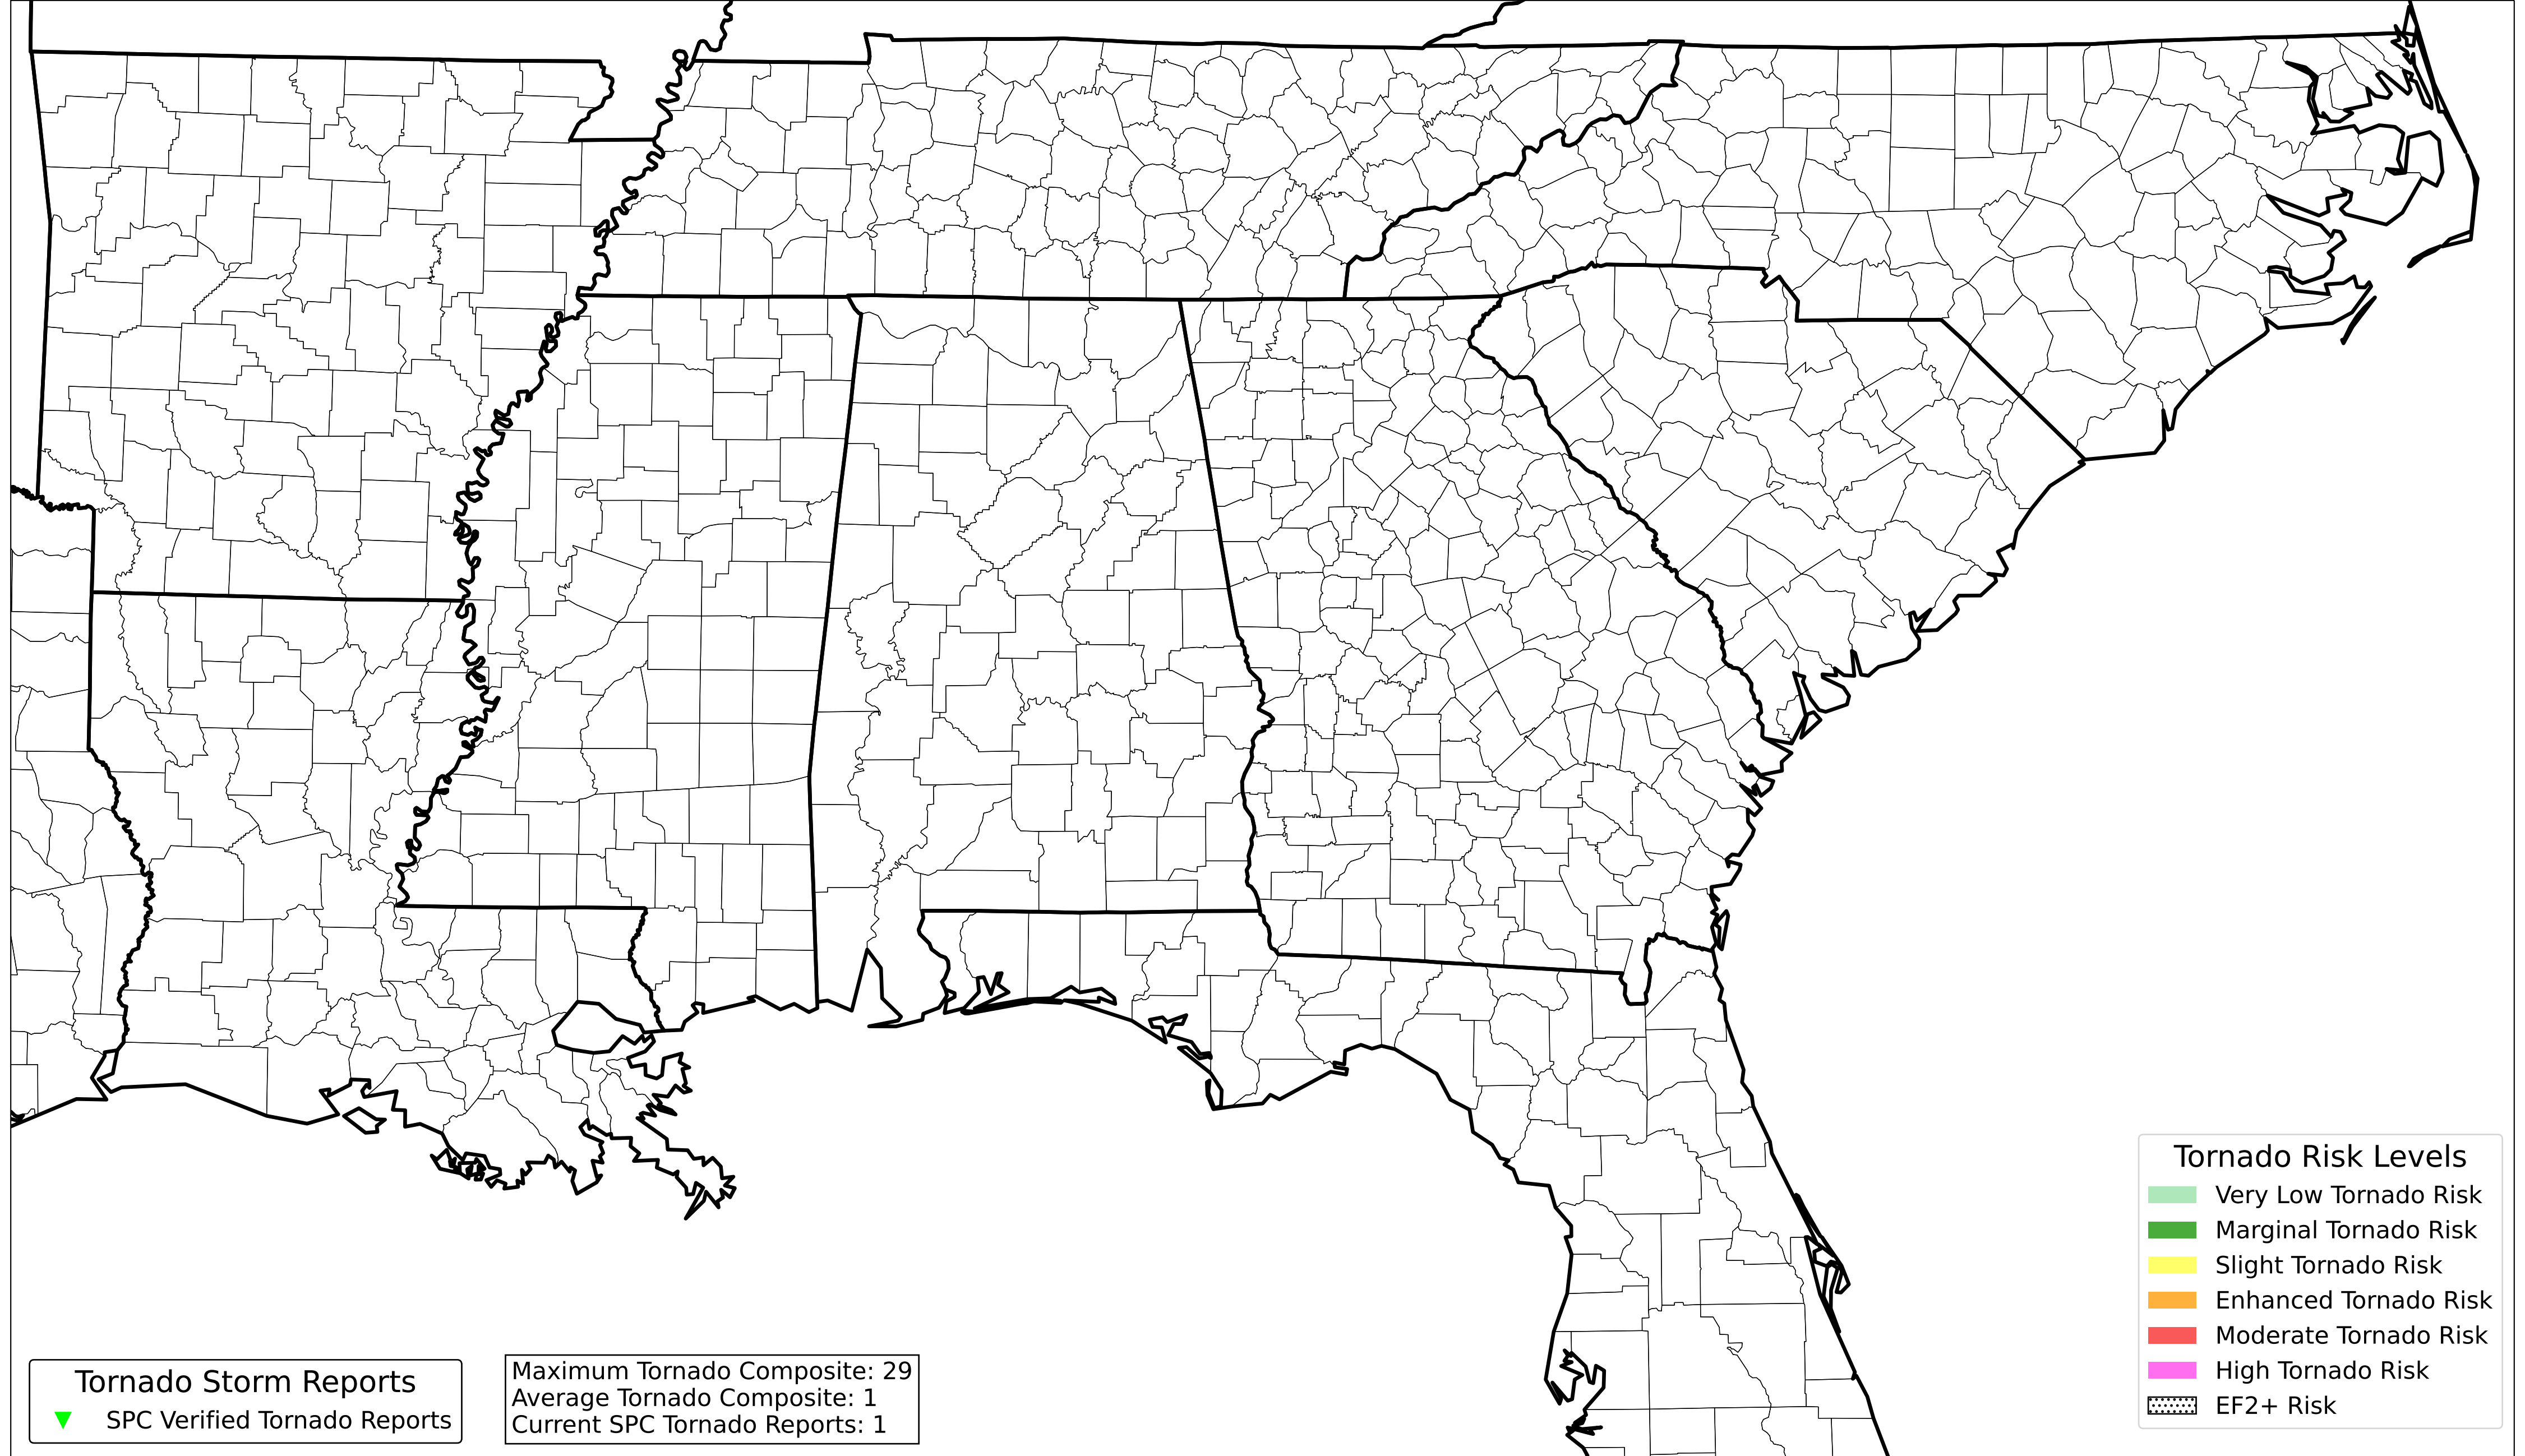 Tornado Storm Reports
SPC Verified Tornado Reports
Maximum Tornado Composite: 29
Average Tornado Composite: 1
Current SPC Tornado Reports: 1
Tornado Risk Levels
Very Low Tornado Risk
Marginal Tornado Risk
Slight Tornado Risk
Enhanced Tornado Risk
Moderate Tornado Risk
High Tornado Risk
EF2+ Risk